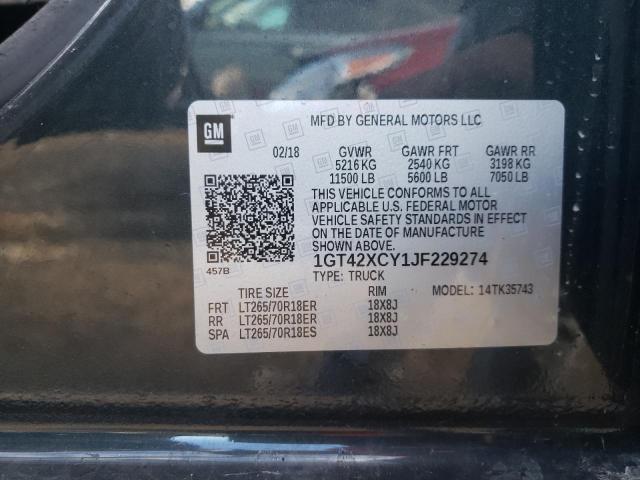 GM
MFD BY GENERAL MOTORS LLC
02/18 GVWR GAWR FRT GAWR RR
5216 KG 2540 KG 3198 KG
11500 LB 5600 LB 7050 LB
THIS VEHICLE CONFORMS TO ALL
APPLICABLE U.S. FEDERAL MOTOR
VEHICLE SAFETY STANDARDS IN EFFECT
ON THE DATE OF MANUFACTURE
SHOWN ABOVE.
457B
1GT42XCY1JF229274
TYPE: TRUCK
TIRE SIZE RIM MODEL: 14TK35743
FRT LT265/70R18ER 18X8J
RR LT265/70R18ER 18X8J
SPA LT265/70R18ES 18X8J